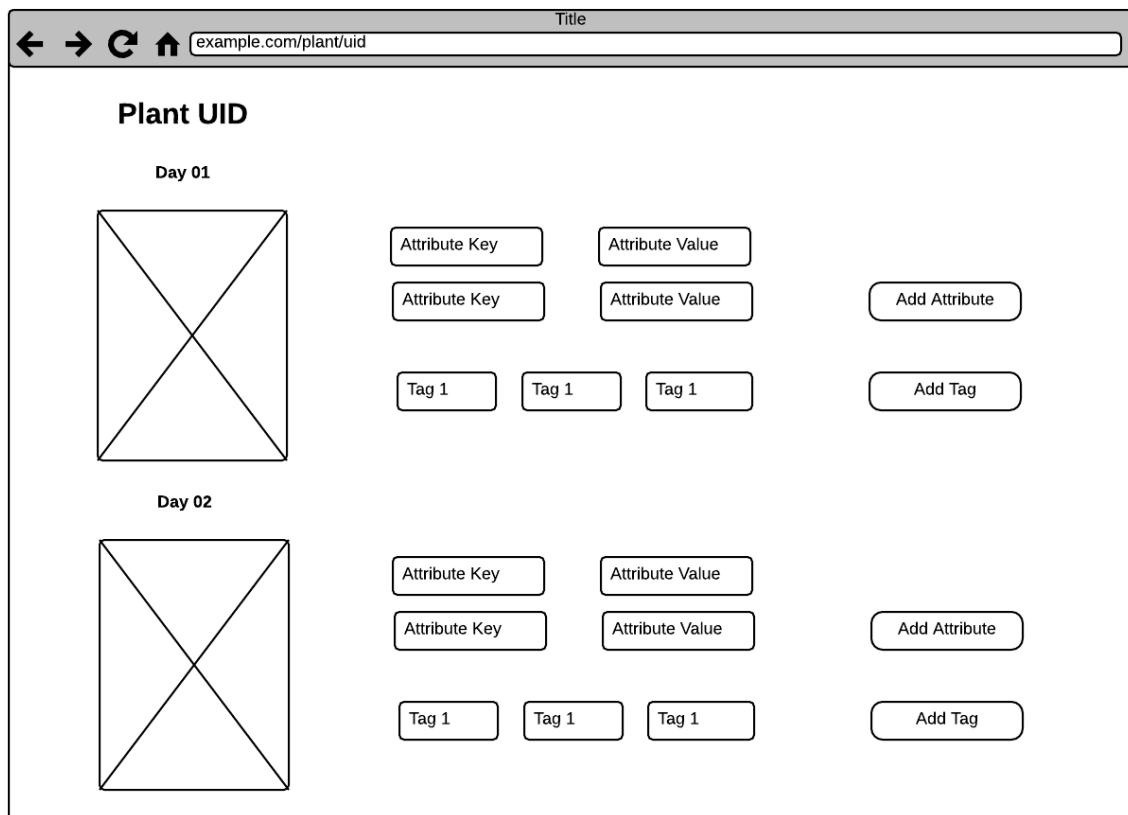 Title
example.com/plant/uid
Plant UID
Day 01
Attribute Key Attribute Value
Attribute Key Attribute Value Add Attribute
Tag 1 Tag 1 Tag 1 Add Tag
Day 02
Attribute Key Attribute Value
Attribute Key Attribute Value Add Attribute
Tag 1 Tag 1 Tag 1 Add Tag